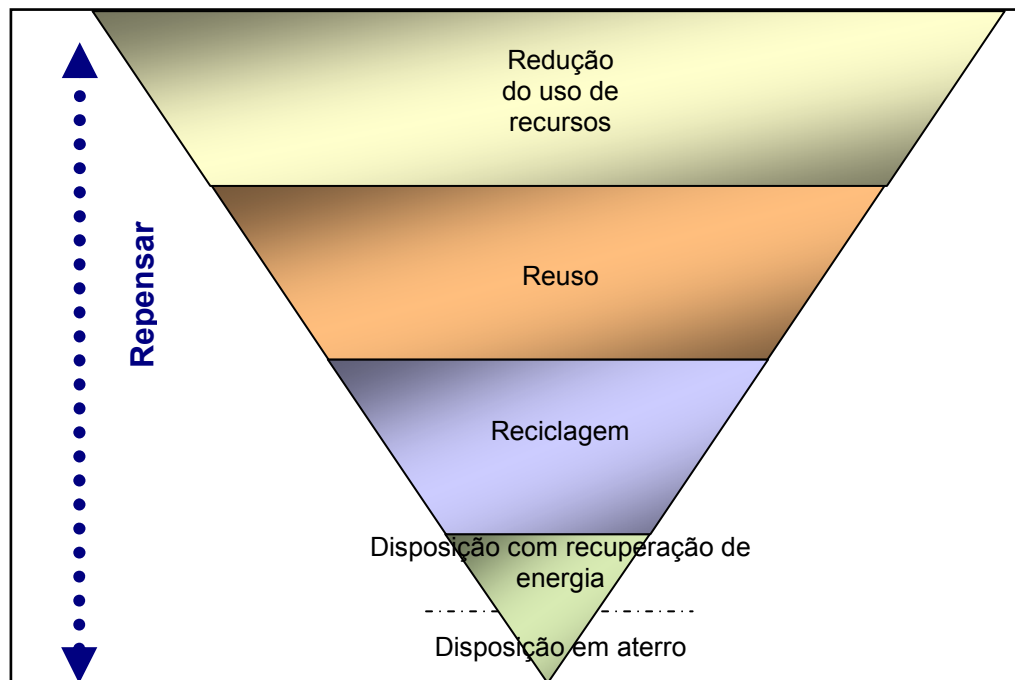 Redução
do uso de
recursos
Repensar
Reuso
Reciclagem
Disposição com recuperação de
energia
Disposição em aterro